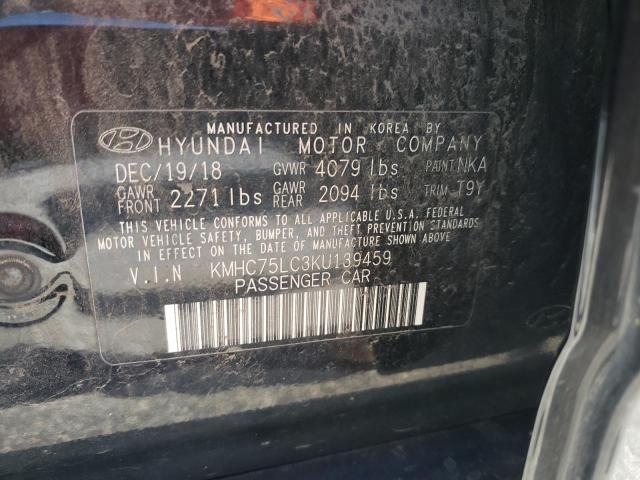 MANUFACTURED IN KOREA BY
HYUNDAI MOTOR COMPANY
DEC/19/18 GVWR 4079 lbs PAINT NKA
GAWR FRONT 2271 lbs GAWR REAR 2094 lbs TRIM T9Y
THIS VEHICLE CONFORMS TO ALL APPLICABLE U.S.A. FEDERAL
MOTOR VEHICLE SAFETY, BUMPER, AND THEFT PREVENTION STANDARDS
IN EFFECT ON THE DATE OF MANUFACTURE SHOWN ABOVE.
V.I.N KMHC75LC3KU139459
PASSENGER CAR